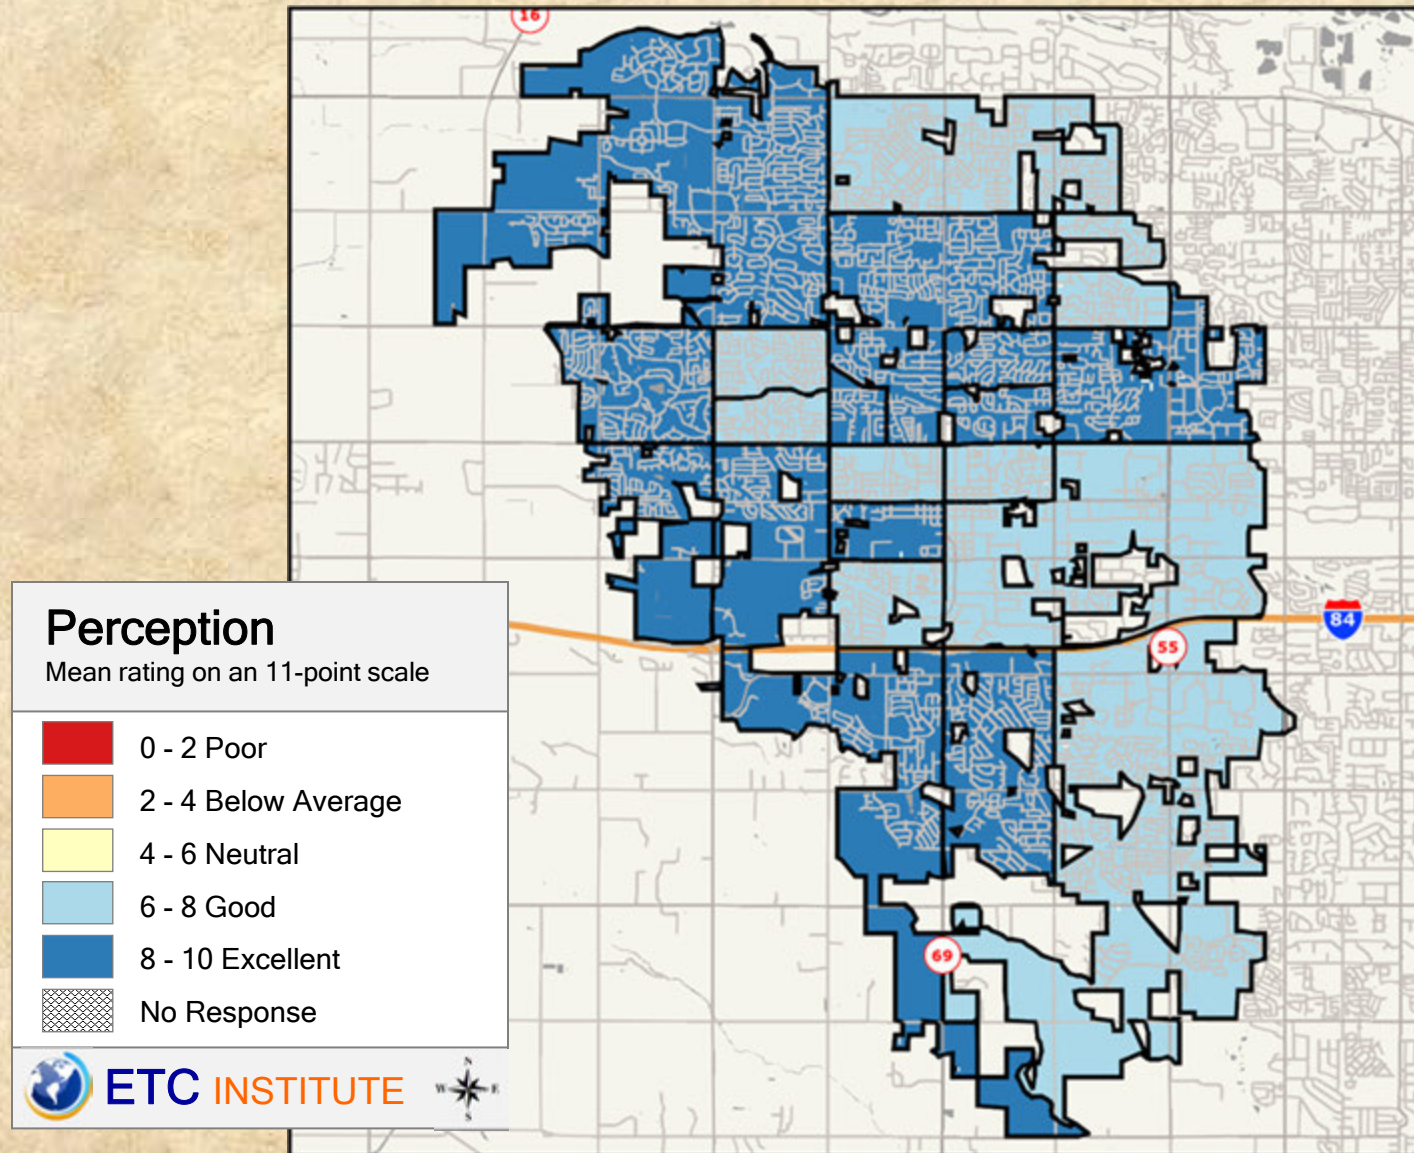 16
84
55
69
Perception
Mean rating on an 11-point scale
0 - 2 Poor
2 - 4 Below Average
4 - 6 Neutral
6 - 8 Good
8 - 10 Excellent
No Response
ETC INSTITUTE
N
W E
S